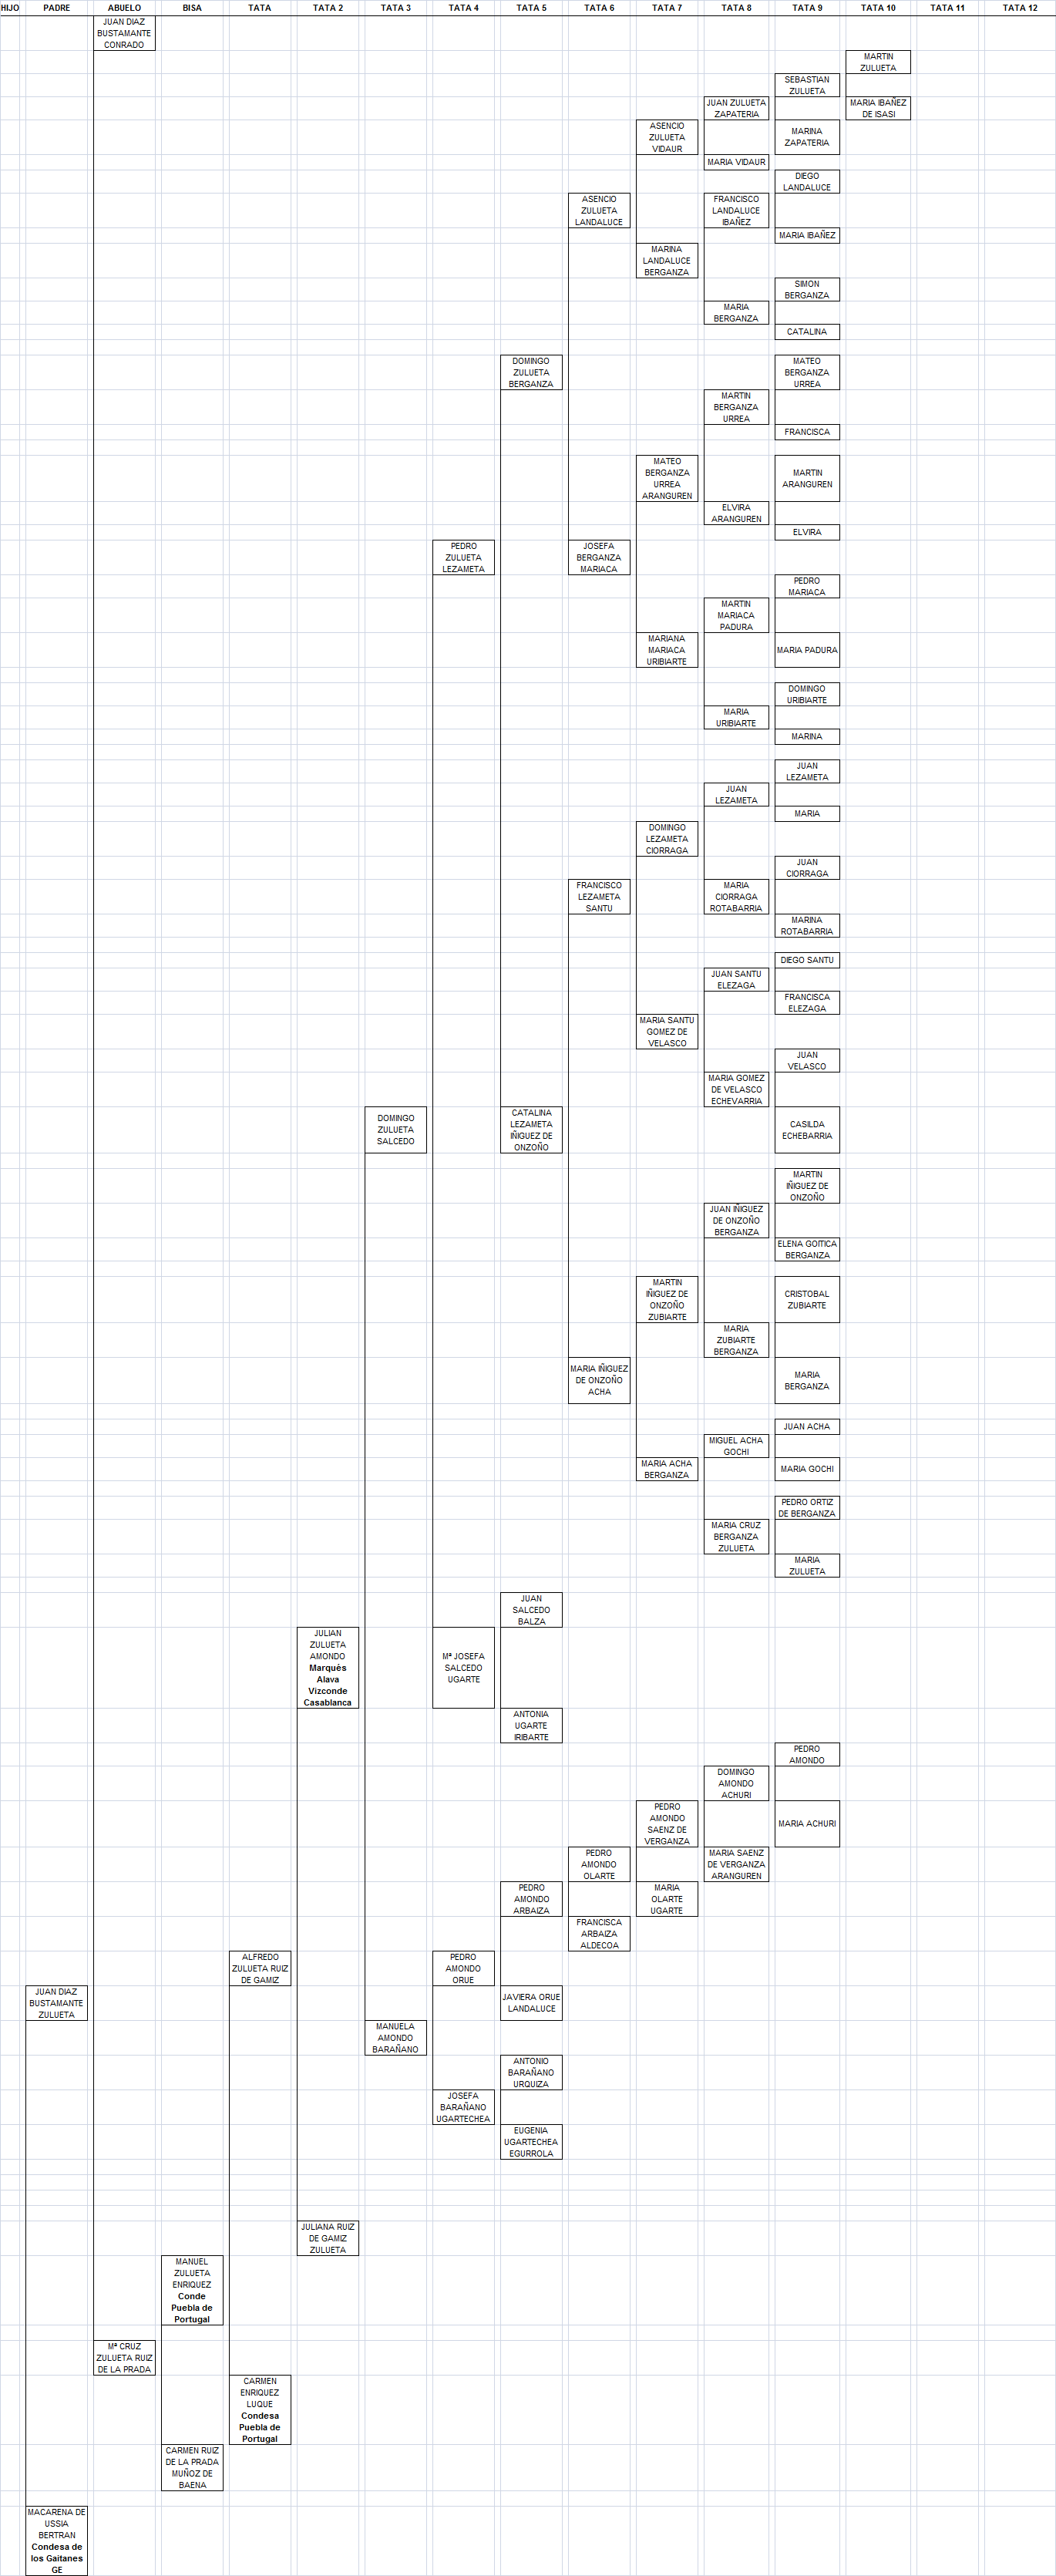 HIJO PADRE ABUELO BISA TATA TATA 2 TATA 3 TATA 4 TATA 5 TATA 6 TATA 7 TATA 8 TATA 9 TATA 10 TATA 11 TATA 12
JUAN DIAZ
BUSTAMANTE
CONRADO
MARTIN
ZULUETA
SEBASTIAN
ZULUETA
JUAN ZULUETA
ZAPATERIA
MARIA IBAÑEZ
DE ISASI
ASENCIO
ZULUETA
VIDAUR
MARINA
ZAPATERIA
MARIA VIDAUR
DIEGO
LANDALUCE
ASENCIO
ZULUETA
LANDALUCE
FRANCISCO
LANDALUCE
IBAÑEZ
MARIA IBAÑEZ
MARINA
LANDALUCE
BERGANZA
SIMON
BERGANZA
MARIA
BERGANZA
CATALINA
DOMINGO
ZULUETA
BERGANZA
MATEO
BERGANZA
URREA
MARTIN
BERGANZA
URREA
FRANCISCA
MATEO
BERGANZA
URREA
ARANGUREN
MARTIN
ARANGUREN
ELVIRA
ARANGUREN
ELVIRA
PEDRO
ZULUETA
LEZAMETA
JOSEFA
BERGANZA
MARIACA
PEDRO
MARIACA
MARTIN
MARIACA
PADURA
MARIANA
MARIACA
URIBIARTE
MARIA PADURA
DOMINGO
URIBIARTE
MARIA
URIBIARTE
MARINA
JUAN
LEZAMETA
JUAN
LEZAMETA
MARIA
DOMINGO
LEZAMETA
CIORRAGA
JUAN
CIORRAGA
FRANCISCO
LEZAMETA
SANTU
MARIA
CIORRAGA
ROTABARRIA
MARINA
ROTABARRIA
DIEGO SANTU
JUAN SANTU
ELEZAGA
FRANCISCA
ELEZAGA
MARIA SANTU
GOMEZ DE
VELASCO
JUAN
VELASCO
MARIA GOMEZ
DE VELASCO
ECHEVARRIA
DOMINGO
ZULUETA
SALCEDO
CATALINA
LEZAMETA
IÑIGUEZ DE
ONZOÑO
CASILDA
ECHEBARRIA
MARTIN
IÑIGUEZ DE
ONZOÑO
JUAN IÑIGUEZ
DE ONZOÑO
BERGANZA
ELENA GOITICA
BERGANZA
MARTIN
IÑIGUEZ DE
ONZOÑO
ZUBIARTE
CRISTOBAL
ZUBIARTE
MARIA
ZUBIARTE
BERGANZA
MARIA IÑIGUEZ
DE ONZOÑO
ACHA
MARIA
BERGANZA
JUAN ACHA
MIGUEL ACHA
GOCHI
MARIA ACHA
BERGANZA
MARIA GOCHI
PEDRO ORTIZ
DE BERGANZA
MARIA CRUZ
BERGANZA
ZULUETA
MARIA
ZULUETA
JUAN
SALCEDO
BALZA
JULIAN
ZULUETA
AMONDO
Marqués
Alava
Vizconde
Casablanca
Mª JOSEFA
SALCEDO
UGARTE
ANTONIA
UGARTE
IRIBARTE
PEDRO
AMONDO
DOMINGO
AMONDO
ACHURI
PEDRO
AMONDO
SAENZ DE
VERGANZA
MARIA ACHURI
PEDRO
AMONDO
OLARTE
MARIA SAENZ
DE VERGANZA
ARANGUREN
PEDRO
AMONDO
ARBAIZA
MARIA
OLARTE
UGARTE
FRANCISCA
ARBAIZA
ALDECOA
ALFREDO
ZULUETA RUIZ
DE GAMIZ
PEDRO
AMONDO
ORUE
JUAN DIAZ
BUSTAMANTE
ZULUETA
JAVIERA ORUE
LANDALUCE
MANUELA
AMONDO
BARAÑANO
ANTONIO
BARAÑANO
URQUIZA
JOSEFA
BARAÑANO
UGARTECHEA
EUGENIA
UGARTECHEA
EGURROLA
JULIANA RUIZ
DE GAMIZ
ZULUETA
MANUEL
ZULUETA
ENRIQUEZ
Conde
Puebla de
Portugal
Mª CRUZ
ZULUETA RUIZ
DE LA PRADA
CARMEN
ENRIQUEZ
LUQUE
Condesa
Puebla de
Portugal
CARMEN RUIZ
DE LA PRADA
MUÑOZ DE
BAENA
MACARENA DE
USSIA
BERTRAN
Condesa de
los Gaitanes
GE